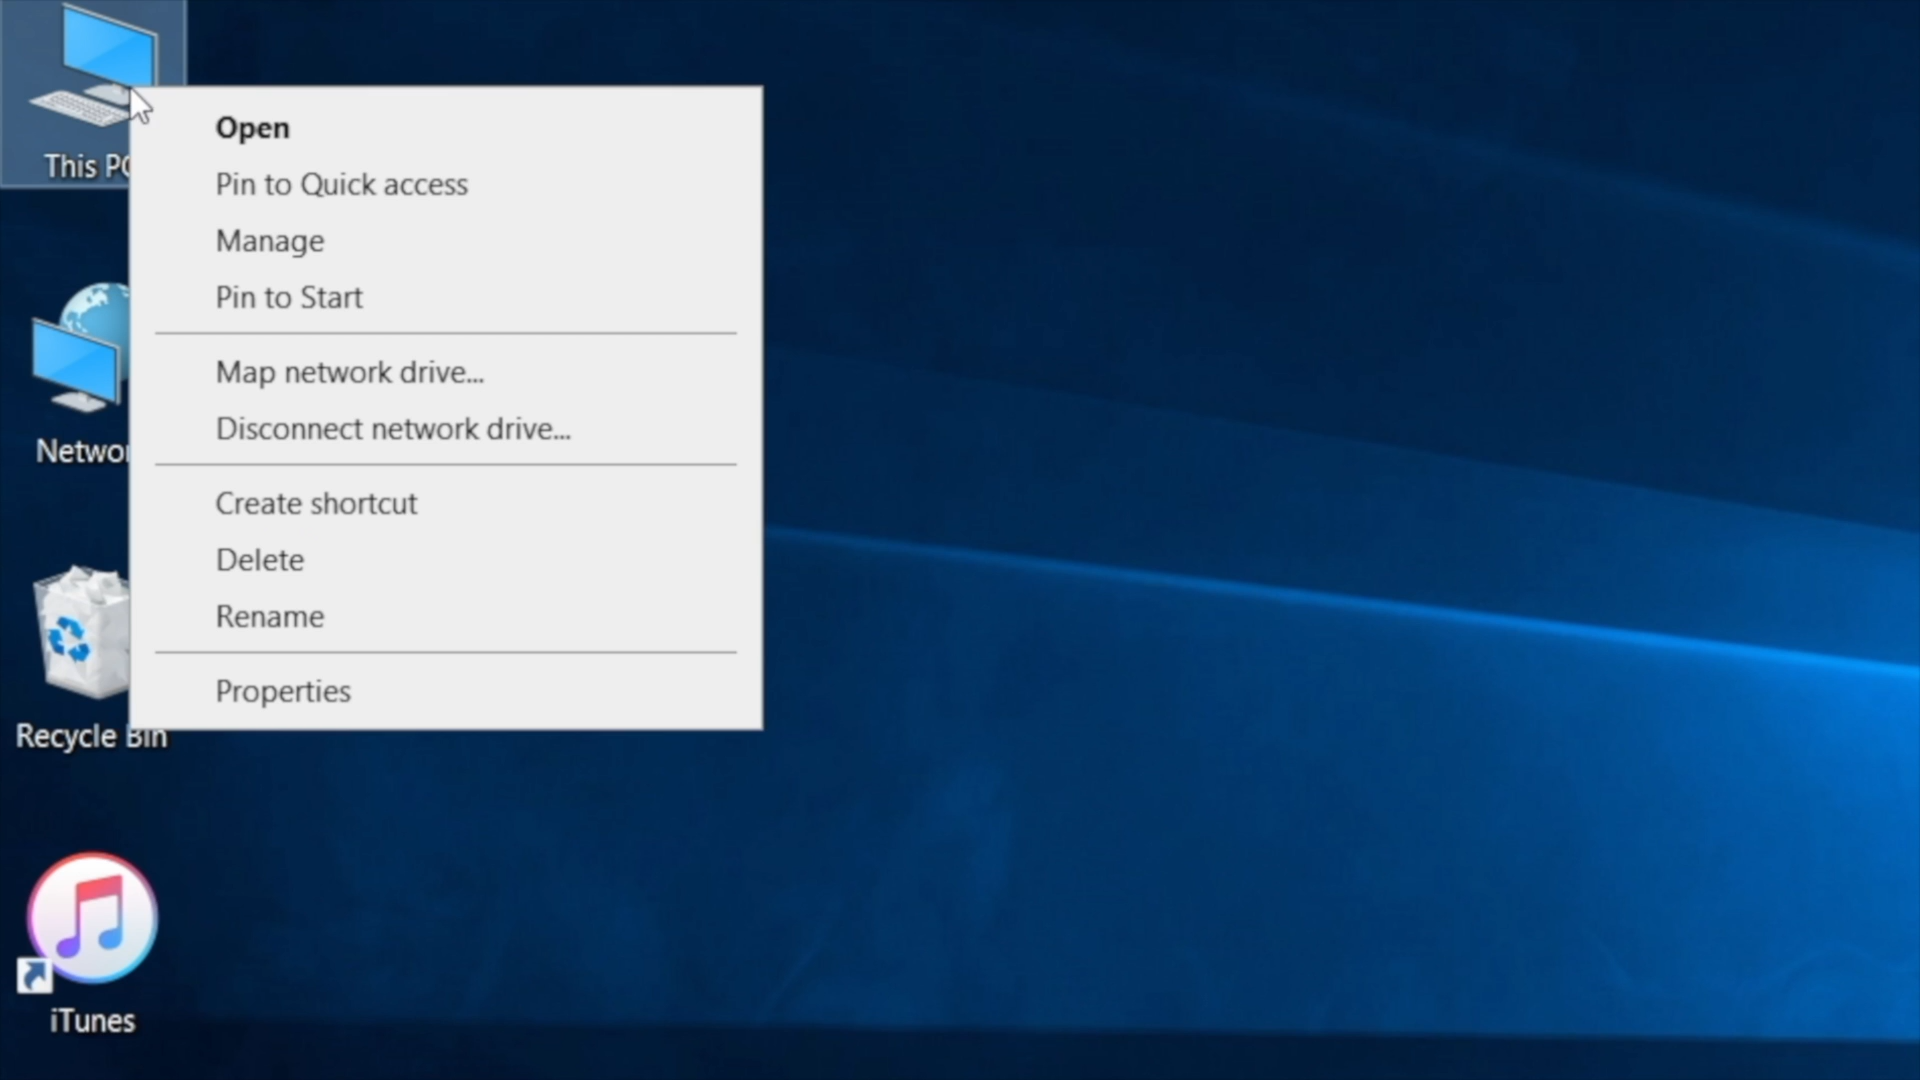 This PC
Open
Pin to Quick access
Manage
Pin to Start
Map network drive...
Disconnect network drive...
Create shortcut
Delete
Rename
Properties
Networ
Recycle Bin
iTunes